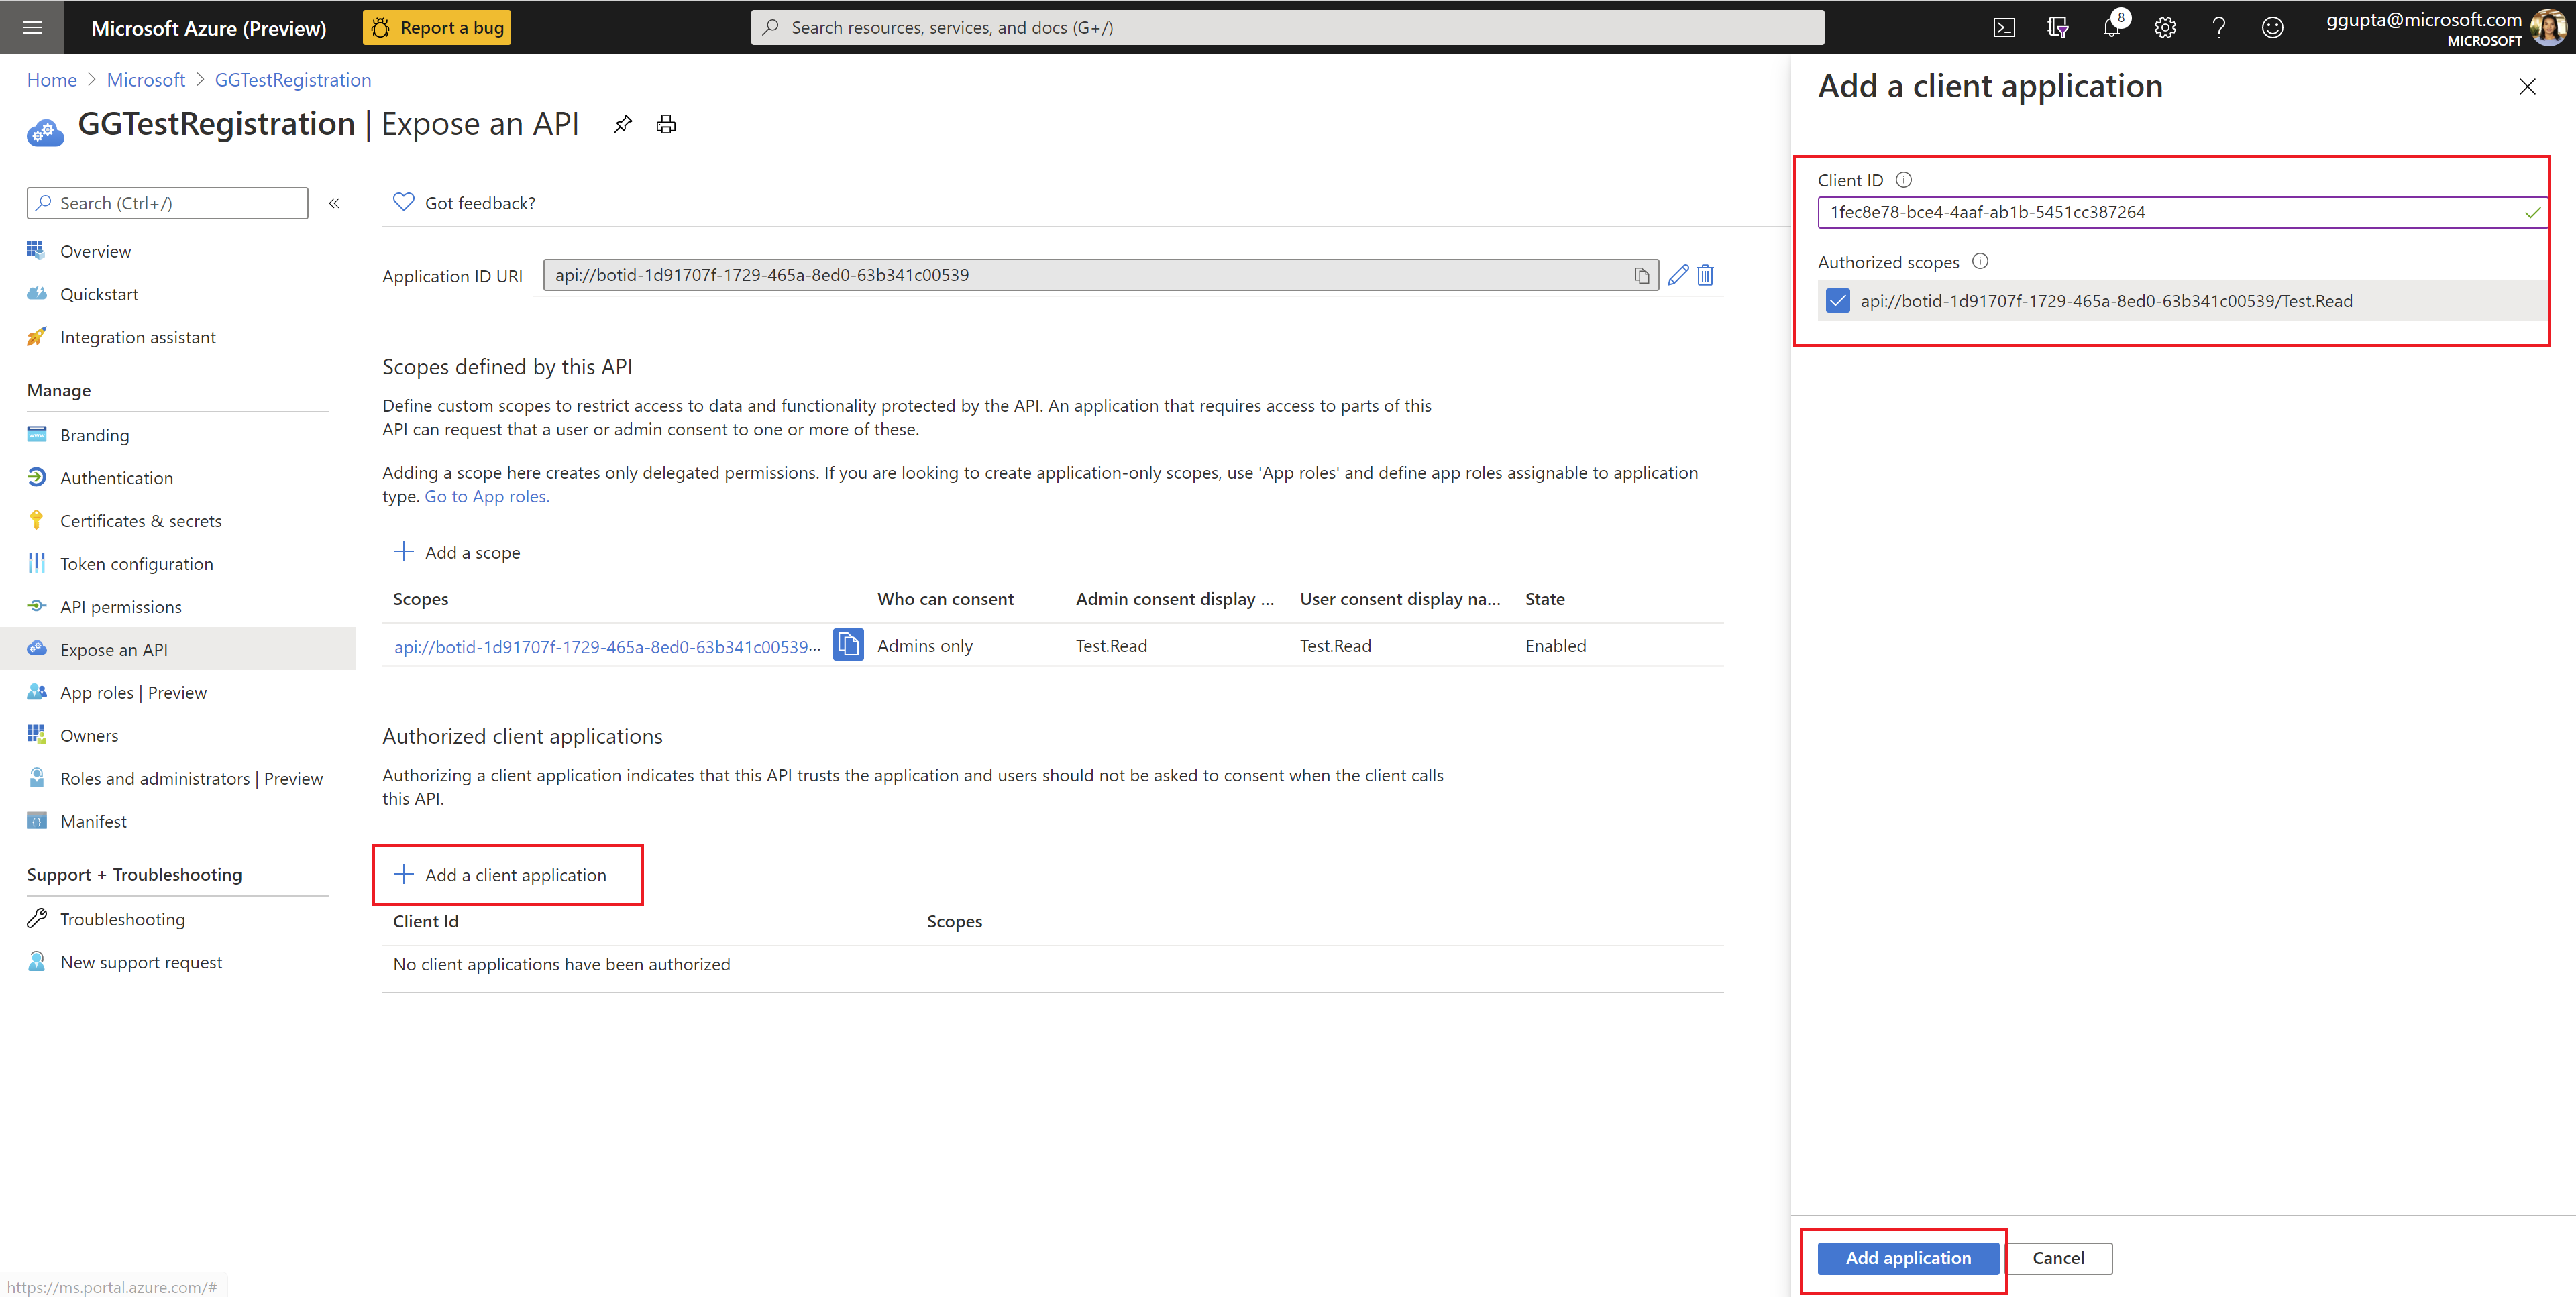 Microsoft Azure (Preview)
Report a bug
Search resources, services, and docs (G+/)
8
ggupta@microsoft.com
MICROSOFT
Home > Microsoft > GGTestRegistration
GGTestRegistration | Expose an API
Search (Ctrl+/)
«
Overview
Quickstart
Integration assistant
Manage
Branding
Authentication
Certificates & secrets
Token configuration
API permissions
Expose an API
App roles | Preview
Owners
Roles and administrators | Preview
Manifest
Support + Troubleshooting
Troubleshooting
New support request
https://ms.portal.azure.com/#
Got feedback?
Application ID URI
api://botid-1d91707f-1729-465a-8ed0-63b341c00539
Scopes defined by this API
Define custom scopes to restrict access to data and functionality protected by the API. An application that requires access to parts of this
API can request that a user or admin consent to one or more of these.
Adding a scope here creates only delegated permissions. If you are looking to create application-only scopes, use 'App roles' and define app roles assignable to application
type. Go to App roles.
Add a scope
Scopes Who can consent Admin consent display ... User consent display na... State
api://botid-1d91707f-1729-465a-8ed0-63b341c00539... Admins only Test.Read Test.Read Enabled
Authorized client applications
Authorizing a client application indicates that this API trusts the application and users should not be asked to consent when the client calls
this API.
Add a client application
Client Id Scopes
No client applications have been authorized
Add a client application
Client ID
1fec8e78-bce4-4aaf-ab1b-5451cc387264
Authorized scopes
api://botid-1d91707f-1729-465a-8ed0-63b341c00539/Test.Read
Add application
Cancel